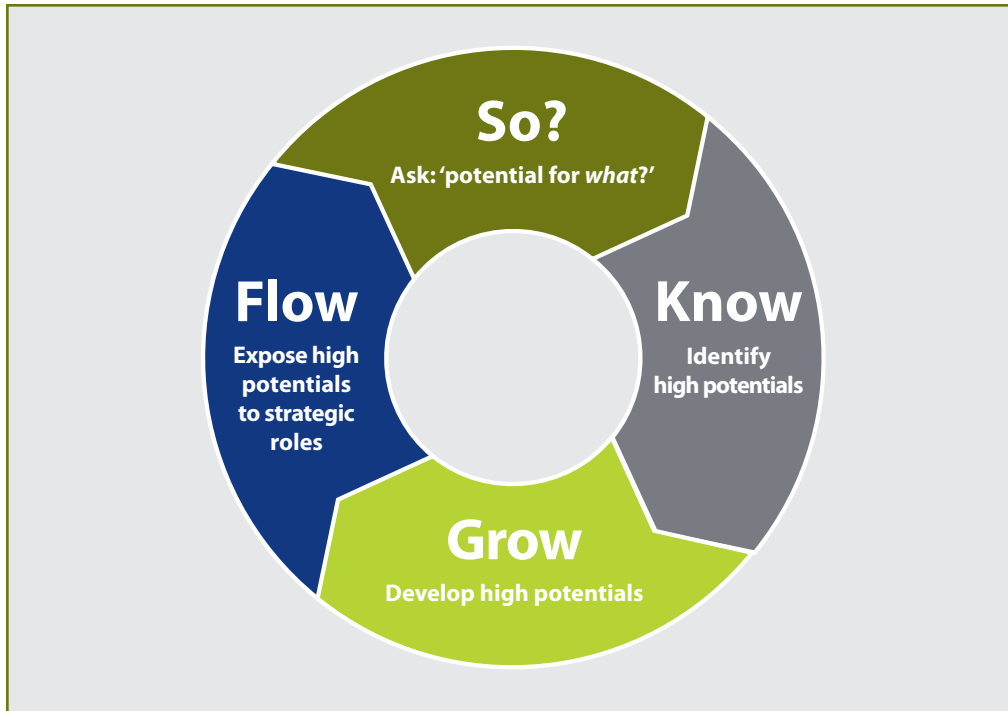 So?
Ask: ‘potential for what?’
Know
Identify
high potentials
Grow
Develop high potentials
Flow
Expose high
potentials
to strategic
roles